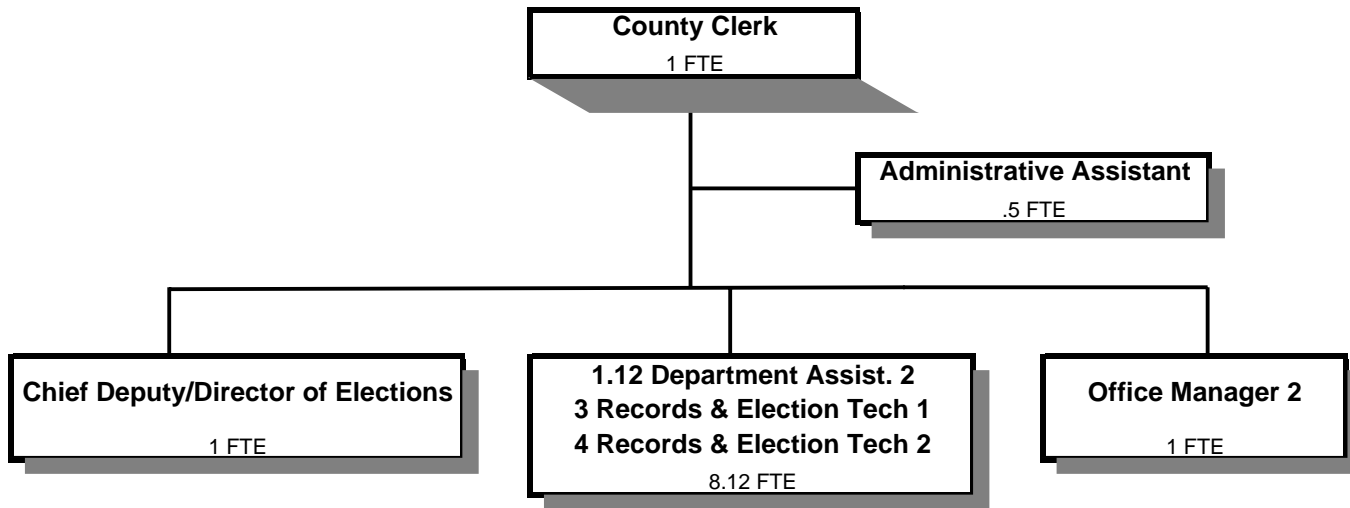 County Clerk
1 FTE
Administrative Assistant
.5 FTE
Chief Deputy/Director of Elections
1 FTE
1.12 Department Assist. 2
3 Records & Election Tech 1
4 Records & Election Tech 2
8.12 FTE
Office Manager 2
1 FTE